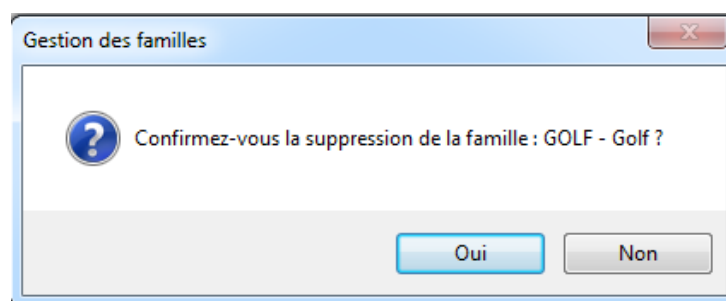 Gestion des familles
Confirmez-vous la suppression de la famille : GOLF - Golf ?
Oui
Non